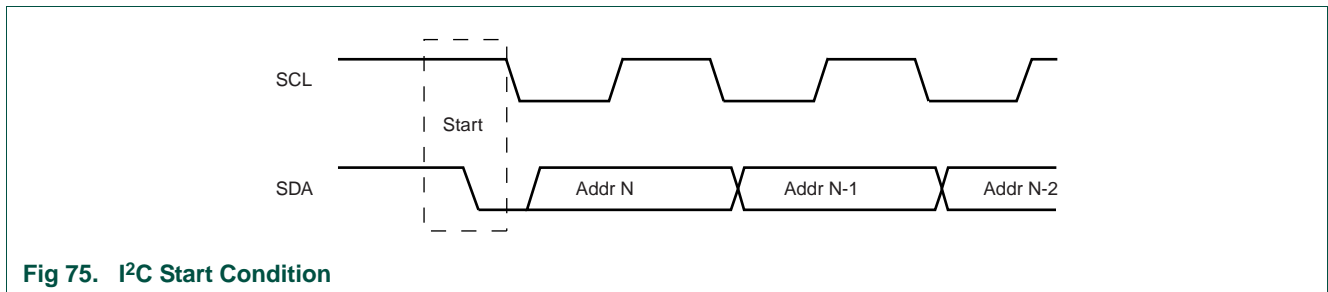 SCL
Start
SDA
Addr N
Addr N-1
Addr N-2
Fig 75. I²C Start Condition